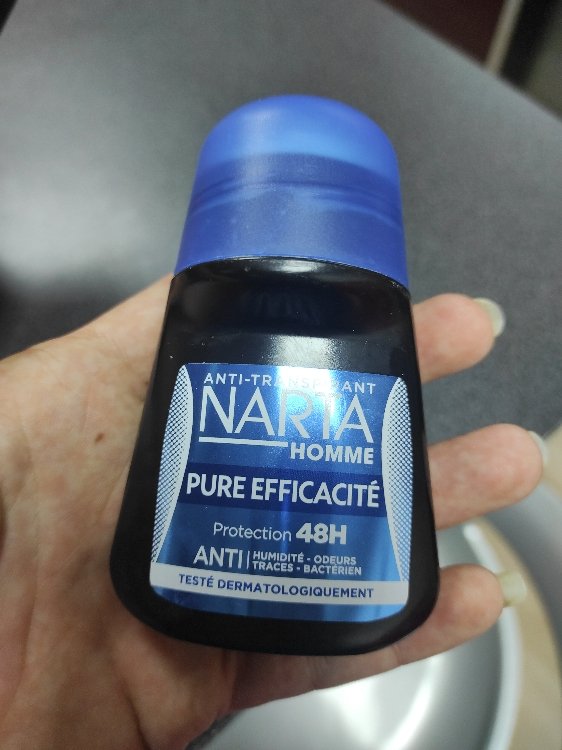 ANTI-TRANSPIRANT
NARTA
HOMME
PURE EFFICACITÉ
Protection 48H
ANTI HUMIDITÉ - ODEURS
TRACES - BACTÉRIEN
TESTÉ DERMATOLOGIQUEMENT